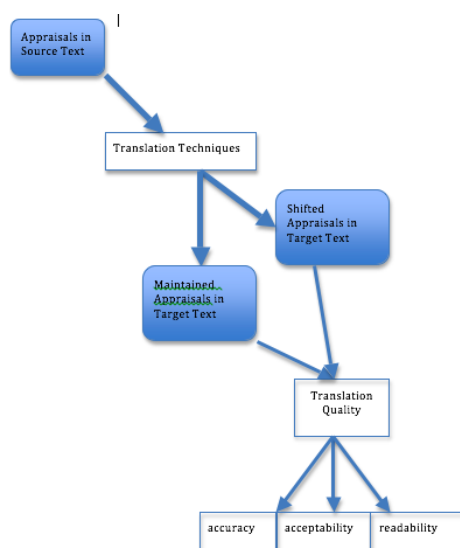 Appraisals in
Source Text
Translation Techniques
Shifted
Appraisals in
Target Text
Maintained
Appraisals in
Target Text
Translation
Quality
accuracy
acceptability
readability